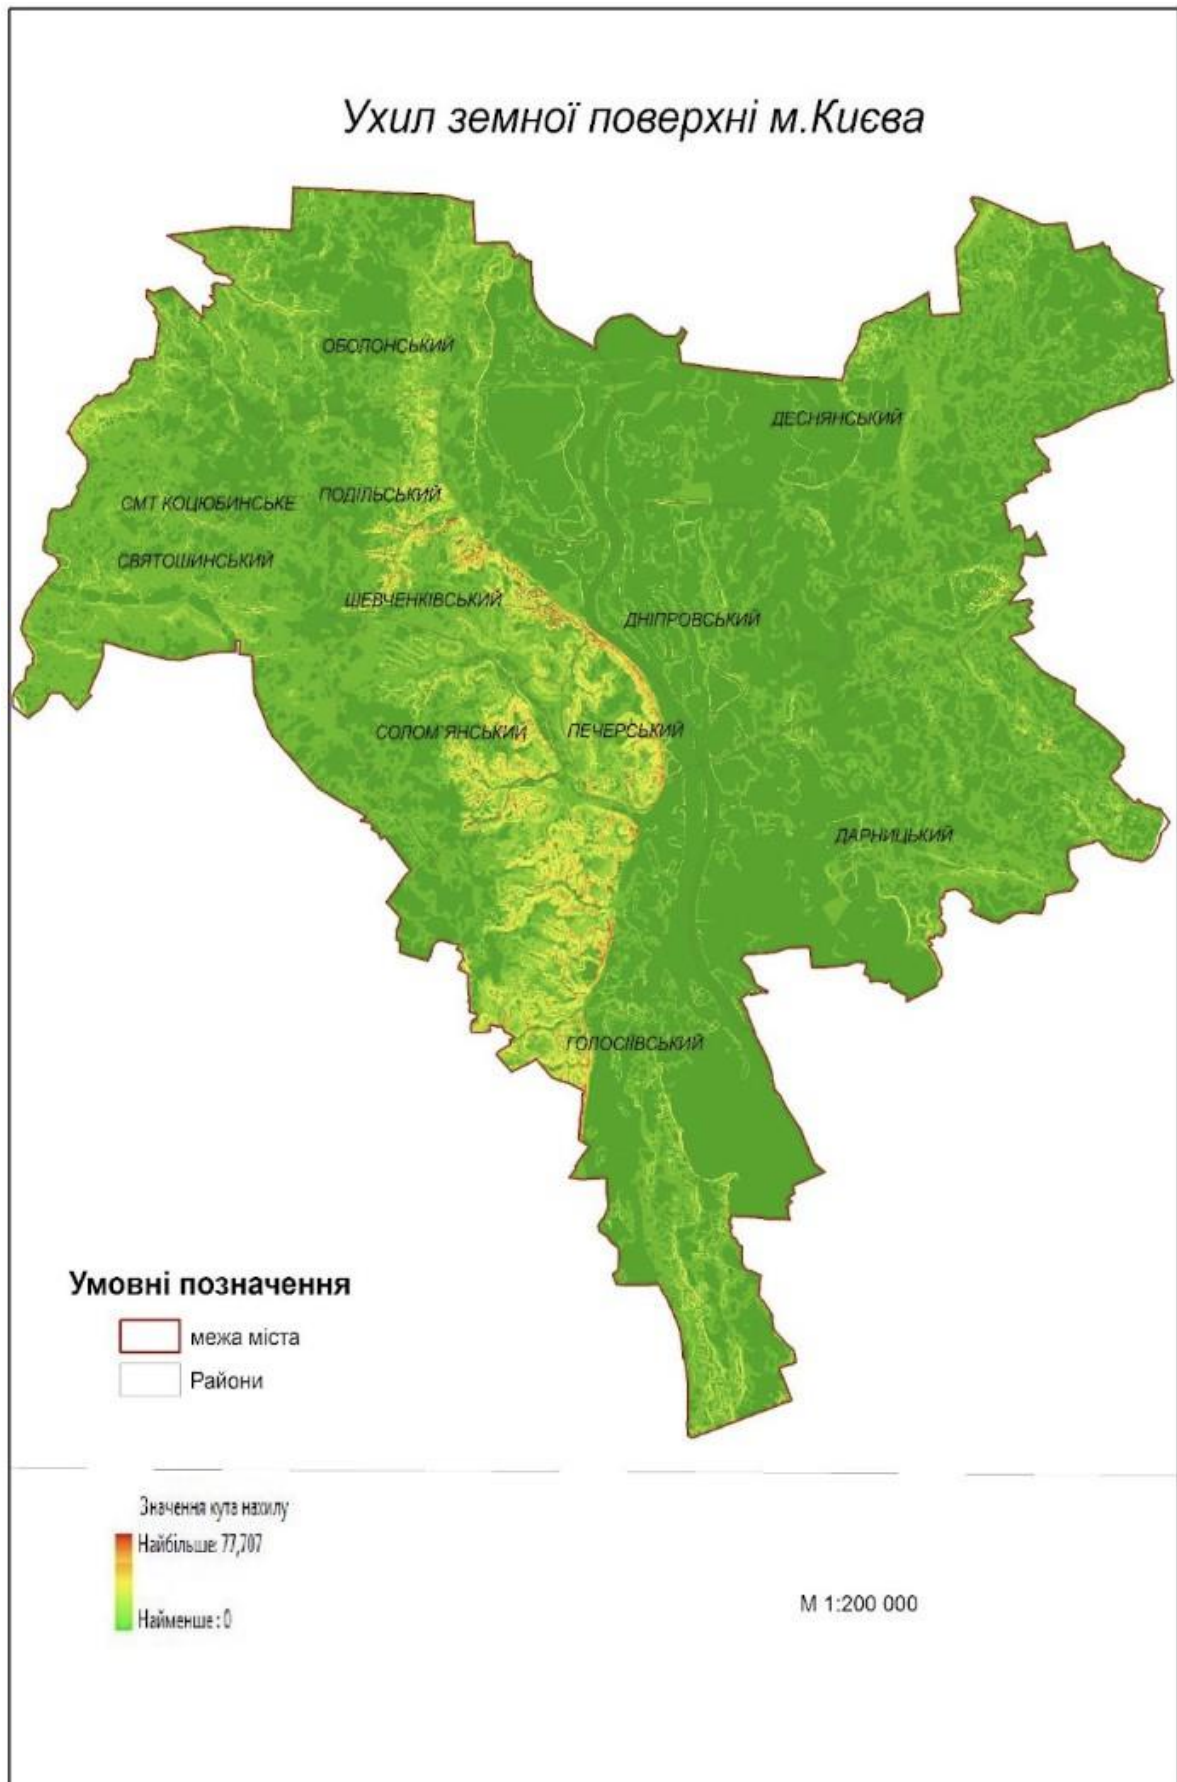 Ухил земної поверхні м.Києва
ОБОЛОНСЬКИЙ
ДЕСНЯНСЬКИЙ
СМТ КОЦЮБИНСЬКЕ
ПОДІЛЬСЬКИЙ
СВЯТОШИНСЬКИЙ
ШЕВЧЕНКІВСЬКИЙ
ДНІПРОВСЬКИЙ
СОЛОМ`ЯНСЬКИЙ
ПЕЧЕРСЬКИЙ
ДАРНИЦЬКИЙ
ГОЛОСІЇВСЬКИЙ
Умовні позначення
межа міста
Райони
Значення кута нахилу
Найбільше: 77,707
Найменше : 0
М 1:200 000